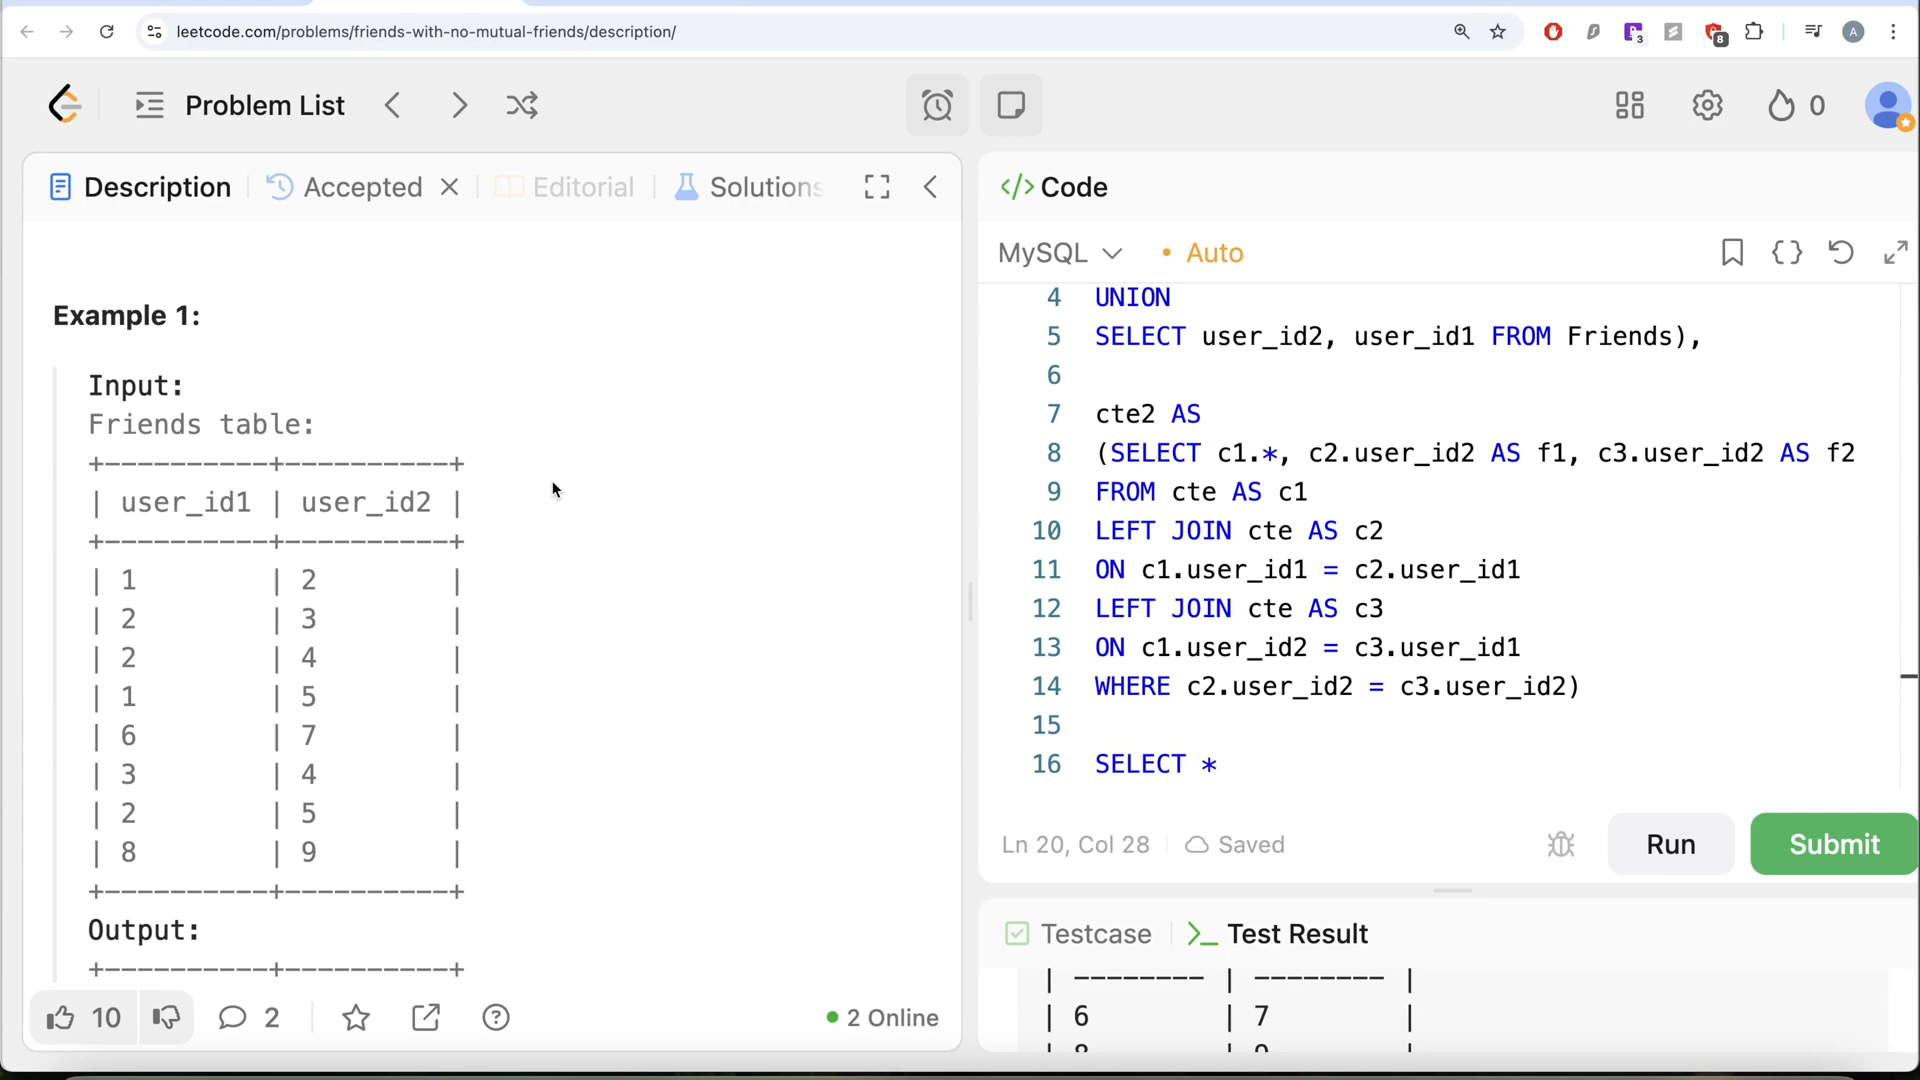 leetcode.com/problems/friends-with-no-mutual-friends/description/
3
8
A
Problem List
0
Description
Accepted
Editorial
Solutions
</> Code
MySQL
• Auto
Example 1:
Input:
Friends table:
+----------+----------+
| user_id1 | user_id2 |
+----------+----------+
| 1        | 2        |
| 2        | 3        |
| 2        | 4        |
| 1        | 5        |
| 6        | 7        |
| 3        | 4        |
| 2        | 5        |
| 8        | 9        |
+----------+----------+
Output:
+----------+----------+
10
2
2 Online
4 UNION
5 SELECT user_id2, user_id1 FROM Friends),
6
7 cte2 AS
8 (SELECT c1.*, c2.user_id2 AS f1, c3.user_id2 AS f2
9 FROM cte AS c1
10 LEFT JOIN cte AS c2
11 ON c1.user_id1 = c2.user_id1
12 LEFT JOIN cte AS c3
13 ON c1.user_id2 = c3.user_id1
14 WHERE c2.user_id2 = c3.user_id2)
15
16 SELECT *
Ln 20, Col 28
Saved
Run
Submit
Testcase
>_ Test Result
| -------- | -------- |
| 6 | 7 |